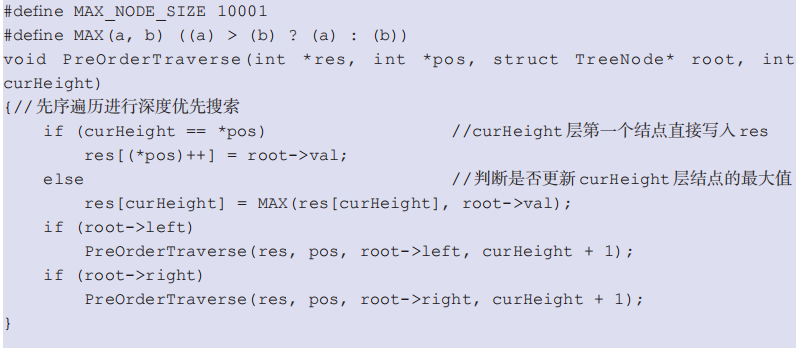 #define MAX_NODE_SIZE 10001
#define MAX(a, b) ((a) > (b) ? (a) : (b))
void PreOrderTraverse(int *res, int *pos, struct TreeNode* root, int
curHeight)
{//先序遍历进行深度优先搜索
    if (curHeight == *pos)                  //curHeight层第一个结点直接写入res
        res[(*pos)++] = root->val;
    else                                    //判断是否更新curHeight层结点的最大值
        res[curHeight] = MAX(res[curHeight], root->val);
    if (root->left)
        PreOrderTraverse(res, pos, root->left, curHeight + 1);
    if (root->right)
        PreOrderTraverse(res, pos, root->right, curHeight + 1);
}